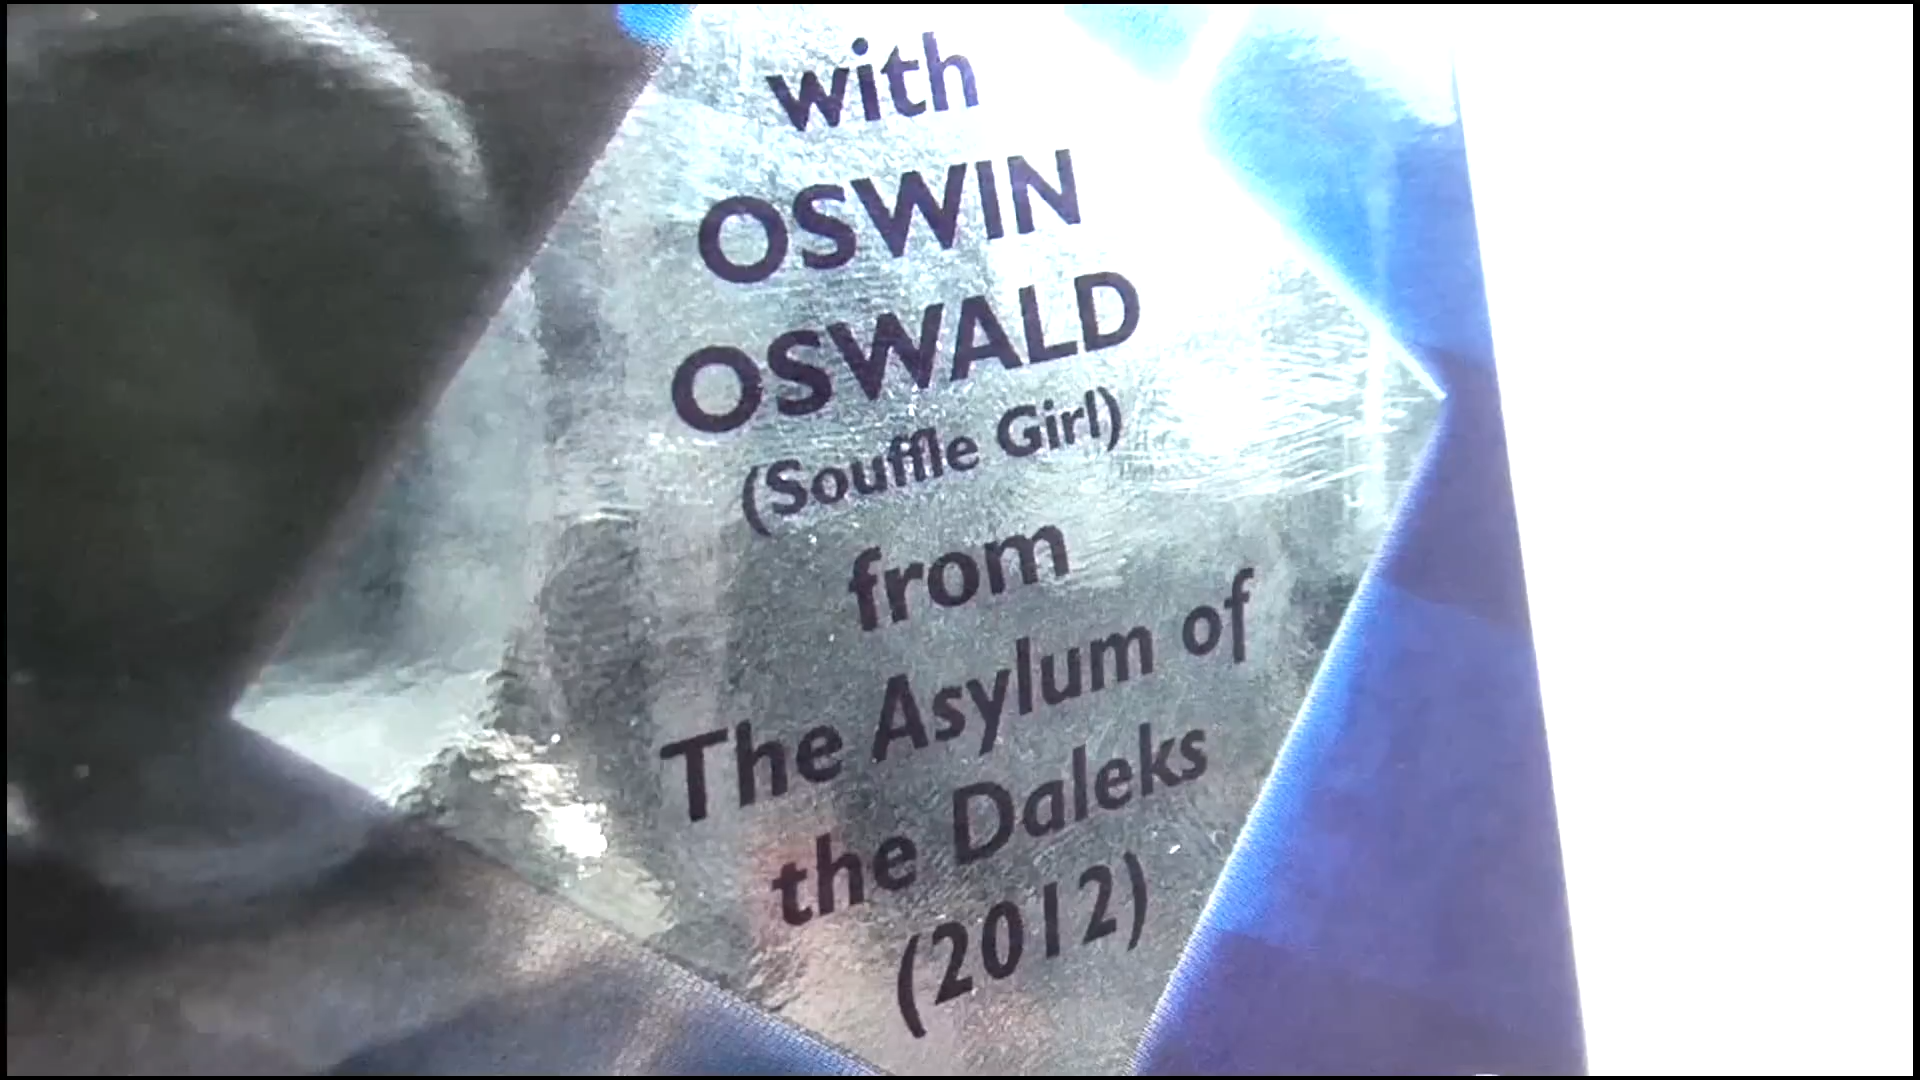 with
OSWIN
OSWALD
(Souffle Girl)
from
The Asylum of
the Daleks
(2012)